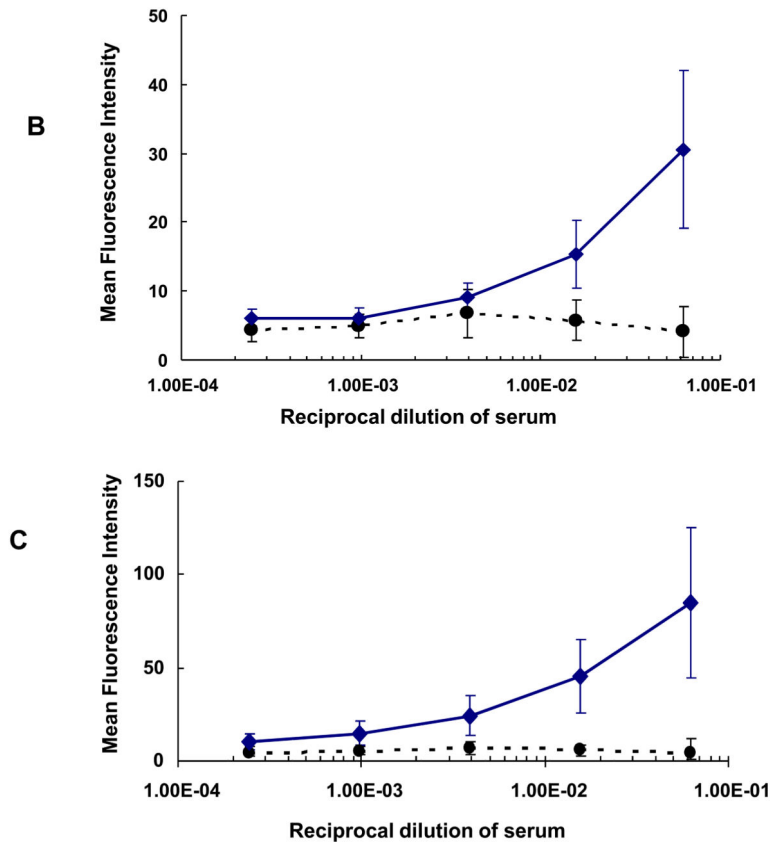 B
Mean Fluorescence Intensity
50
40
30
20
10
0
1.00E-04 1.00E-03 1.00E-02 1.00E-01
Reciprocal dilution of serum
C
Mean Fluorescence Intensity
150
100
50
0
1.00E-04 1.00E-03 1.00E-02 1.00E-01
Reciprocal dilution of serum